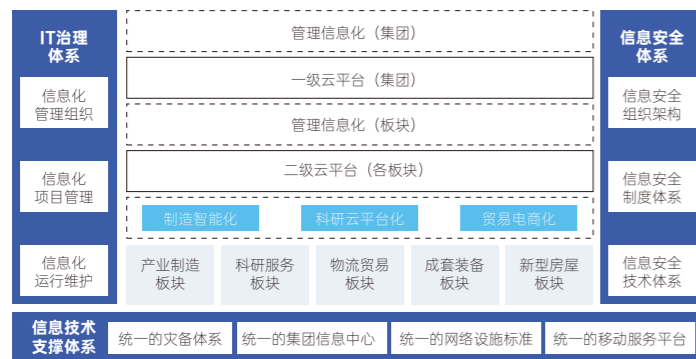 IT治理
体系
信息化
管理组织
信息化
项目管理
信息化
运行维护
管理信息化（集团）
一级云平台（集团）
管理信息化（板块）
二级云平台（各板块）
制造智能化
科研云平台化
贸易电商化
产业制造
板块
科研服务
板块
物流贸易
板块
成套装备
板块
新型房屋
板块
信息安全
体系
信息安全
组织架构
信息安全
制度体系
信息安全
技术体系
信息技术
支撑体系
统一的灾备体系
统一的集团信息中心
统一的网络设施标准
统一的移动服务平台